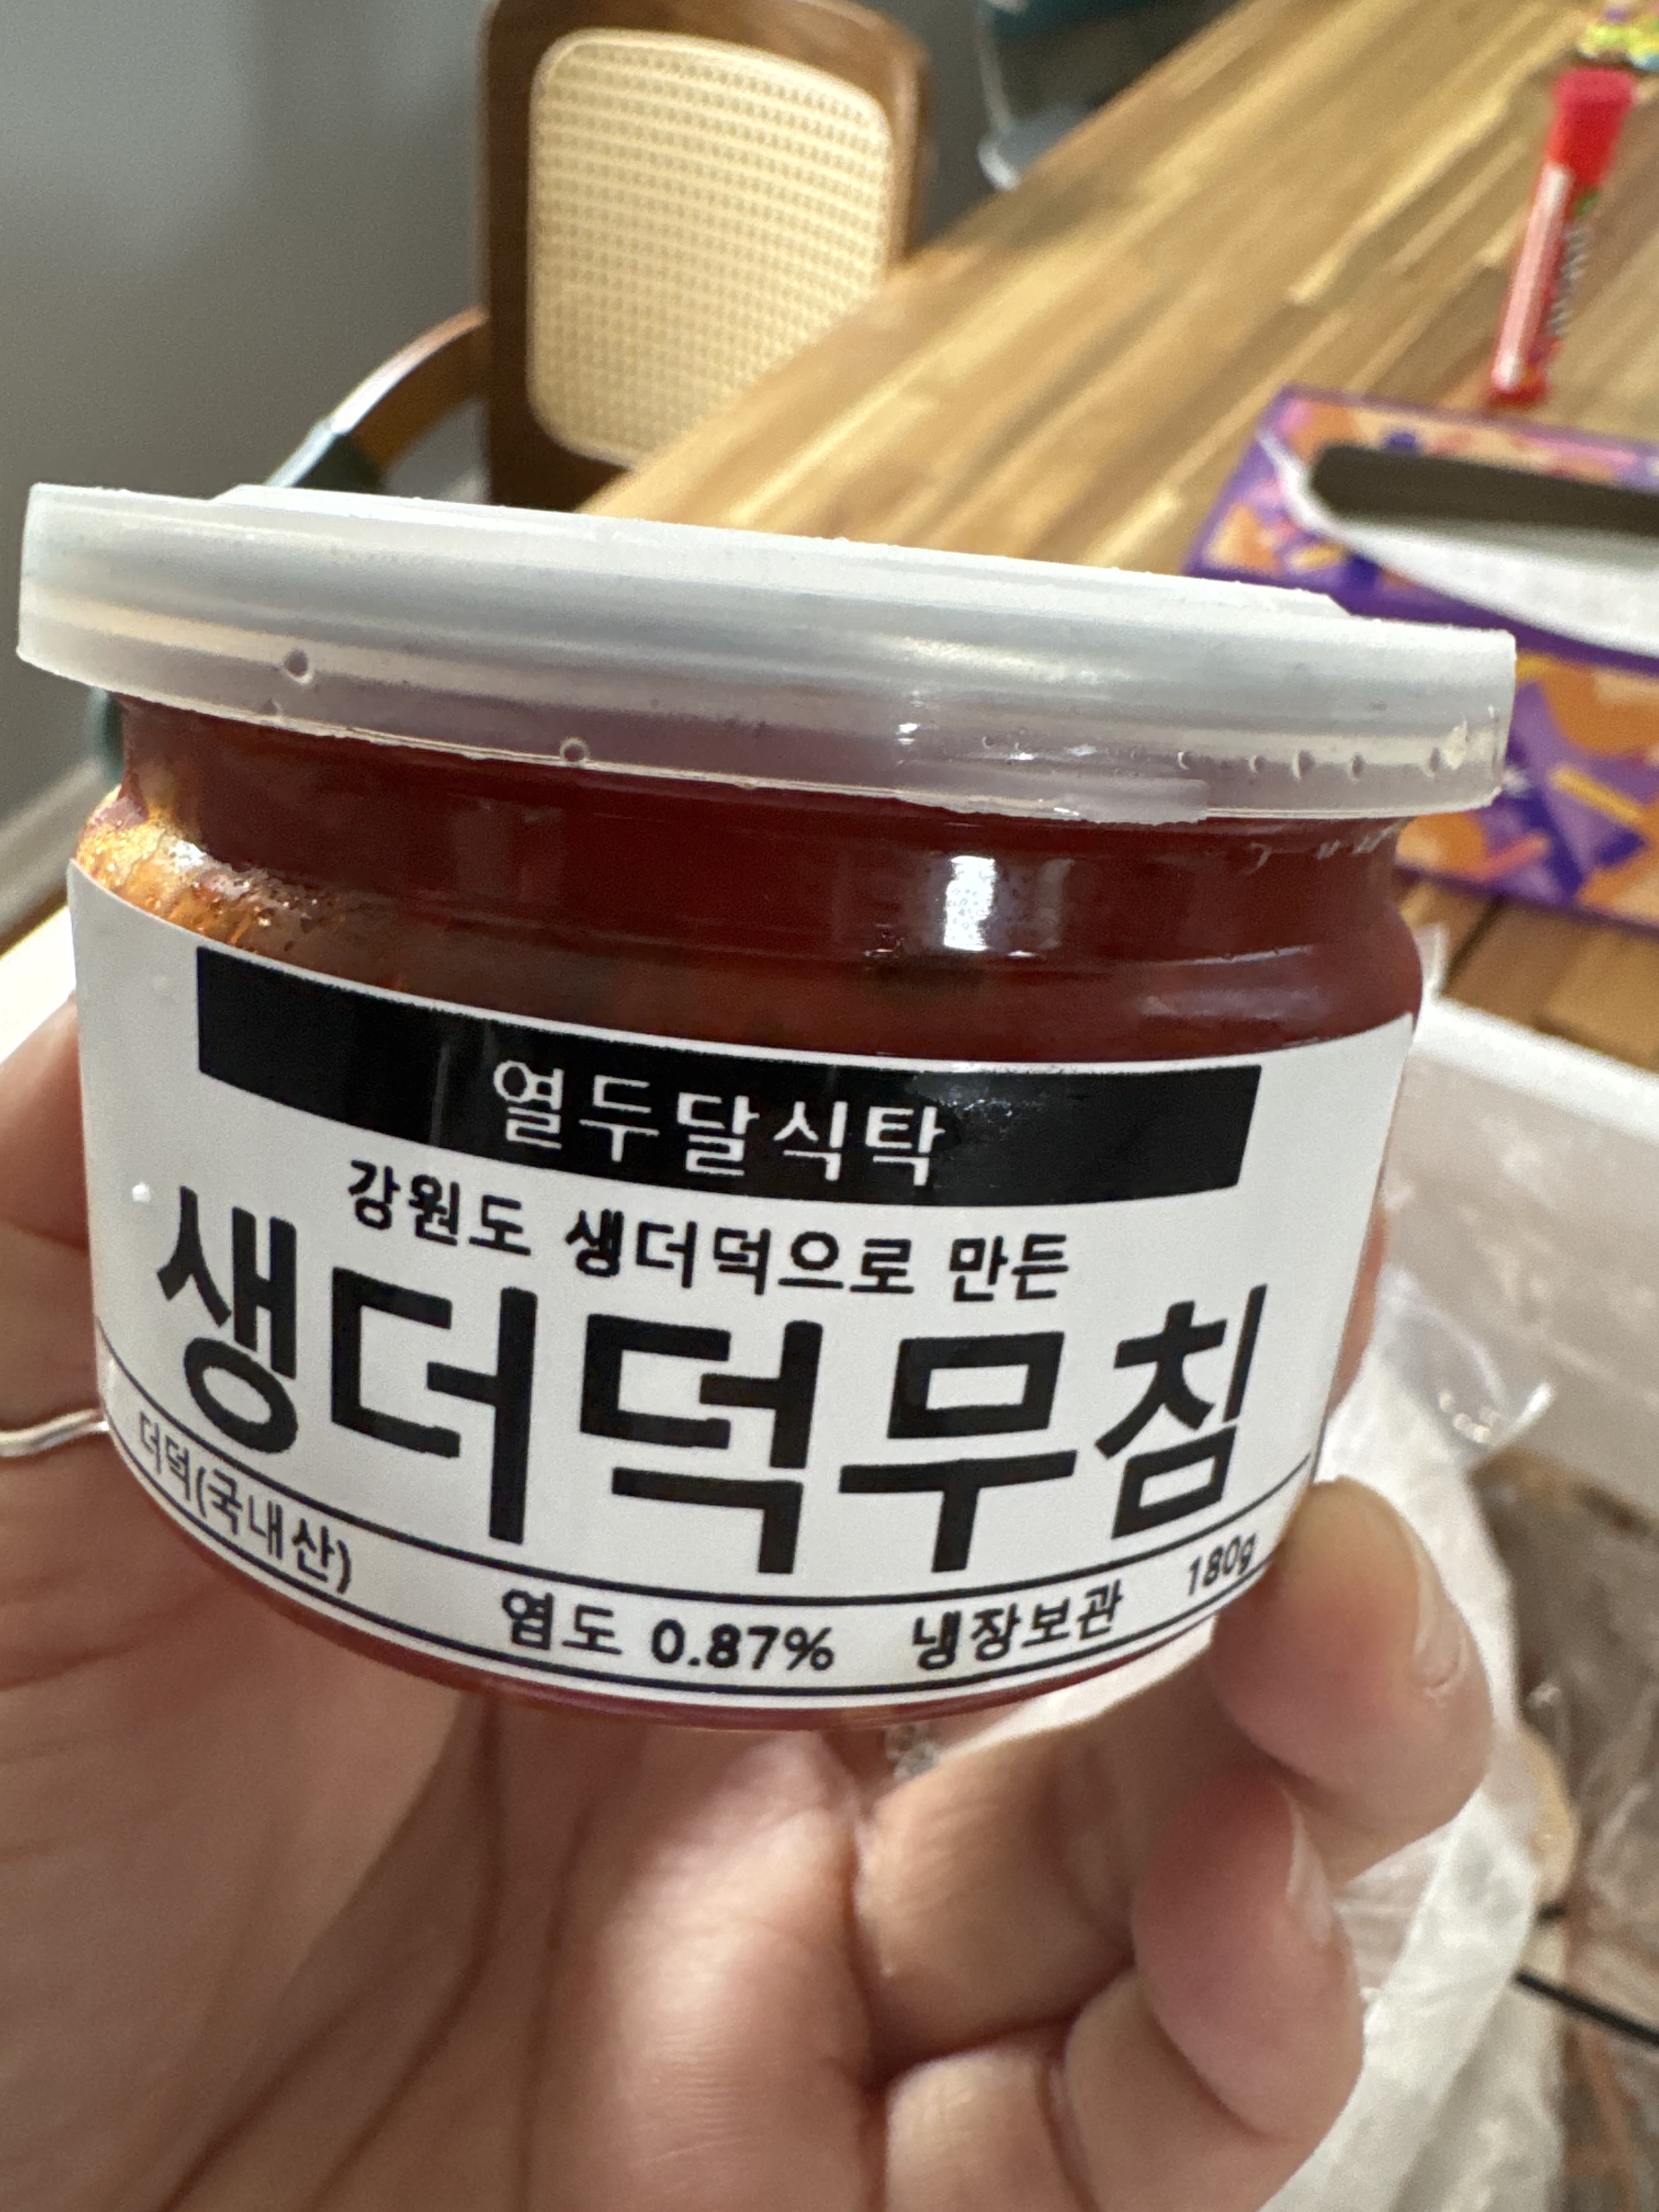 열두달식탁
강원도 생더덕으로 만든
생더덕무침
더덕(국내산) 염도 0.87% 냉장보관 180g